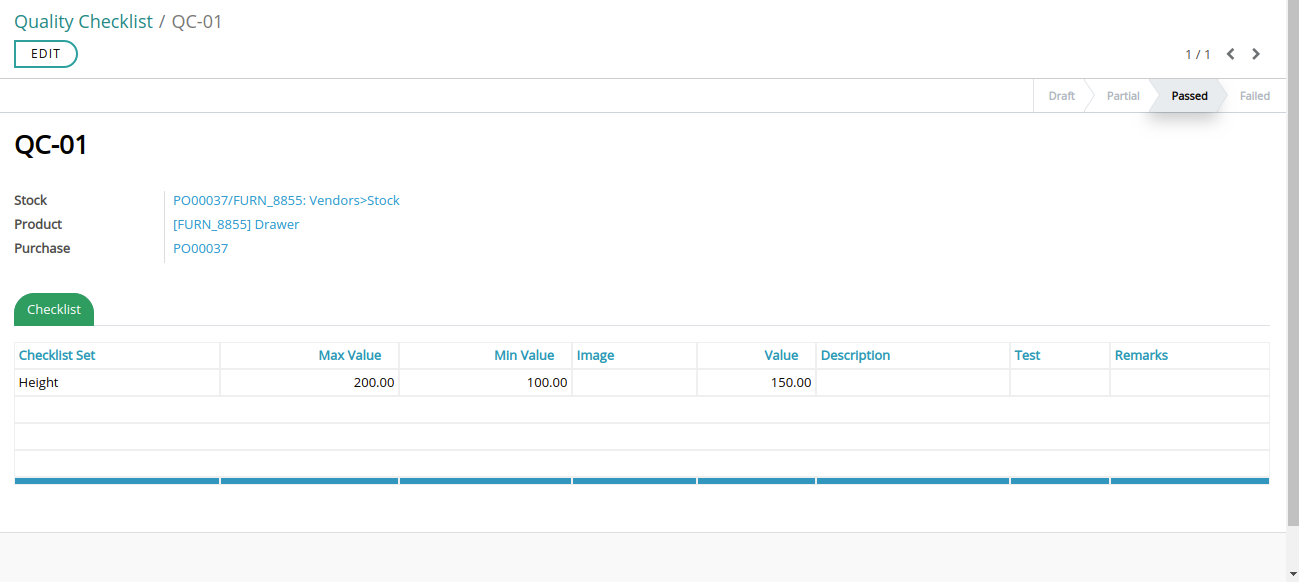 Quality Checklist / QC-01
EDIT
1 / 1
Draft Partial Passed Failed
QC-01
Stock PO00037/FURN_8855: Vendors>Stock
Product [FURN_8855] Drawer
Purchase PO00037
Checklist
Checklist Set Max Value Min Value Image Value Description Test Remarks
Height 200.00 100.00 150.00